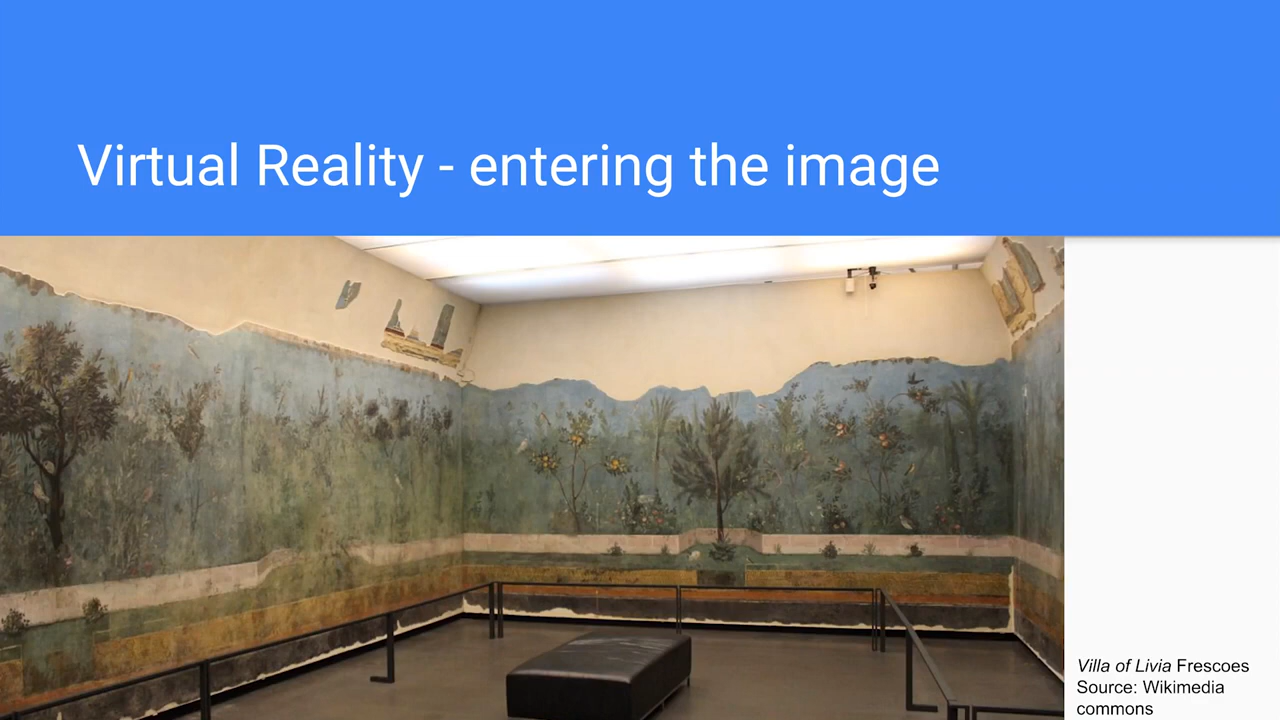 Virtual Reality - entering the image
Villa of Livia Frescoes
Source: Wikimedia
commons